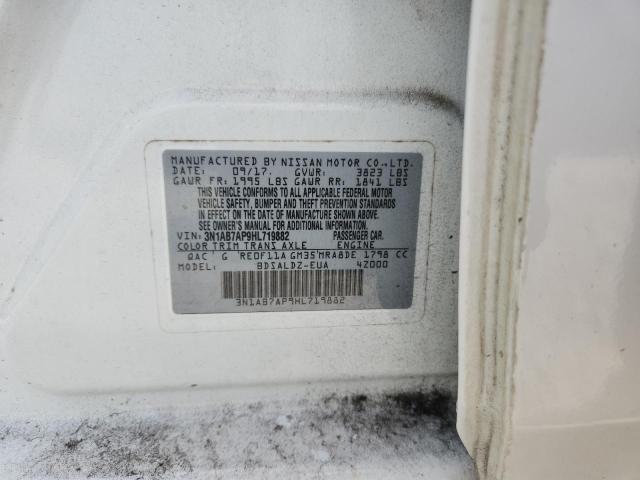 MANUFACTURED BY NISSAN MOTOR CO.,LTD.
DATE: 09/17. GVWR: 3823 LBS
GAWR FR: 1995 LBS GAWR RR: 1841 LBS
THIS VEHICLE CONFORMS TO ALL APPLICABLE FEDERAL MOTOR
VEHICLE SAFETY, BUMPER AND THEFT PREVENTION STANDARDS
IN EFFECT ON THE DATE OF MANUFACTURE SHOWN ABOVE.
SEE OWNER'S MANUAL FOR ADDITIONAL INFORMATION.
VIN: 3N1AB7AP9HL719882 PASSENGER CAR.
COLOR TRIM TRANS AXLE ENGINE
QAC G RE0F11A GM35 MRA8DE 1798 CC
MODEL: BDSALDZ-EUA 42000
3N1AB7AP9HL719882